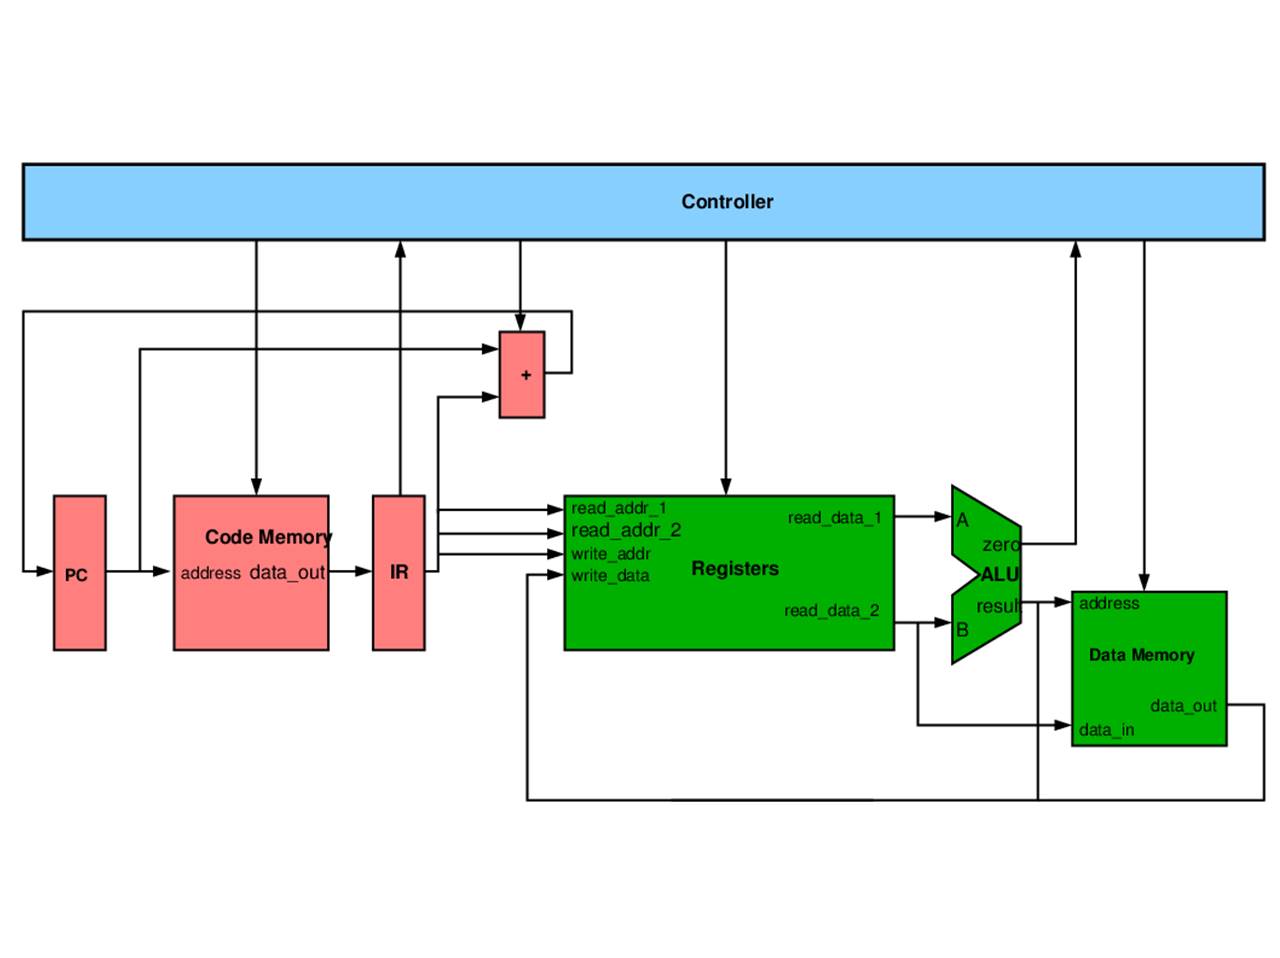 Controller
+
PC
Code Memory
address data_out
IR
read_addr_1
read_addr_2
write_addr
write_data
Registers
read_data_1
read_data_2
A
zero
ALU
result
B
address
Data Memory
data_out
data_in